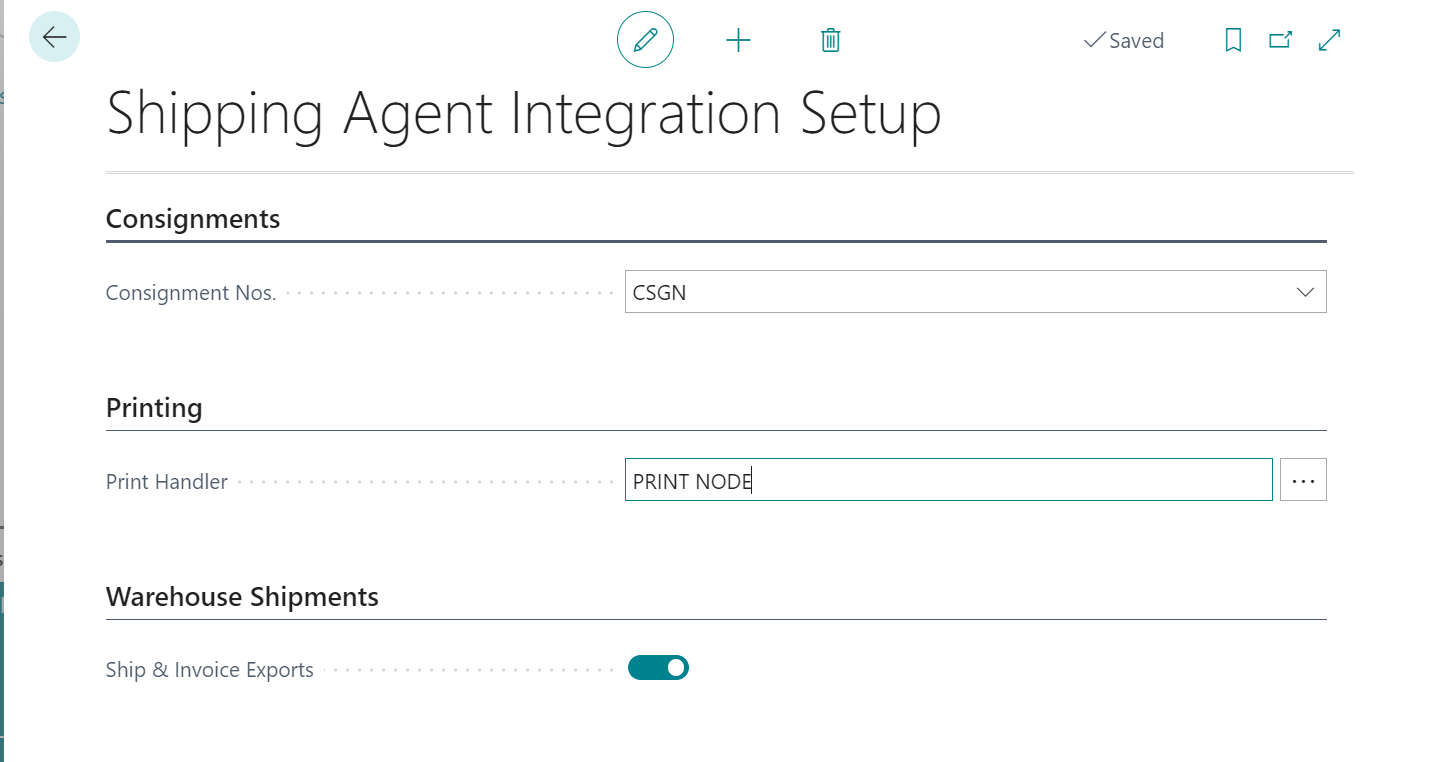 Saved
Shipping Agent Integration Setup
Consignments
Consignment Nos. CSGN
Printing
Print Handler PRINT NODE
Warehouse Shipments
Ship & Invoice Exports